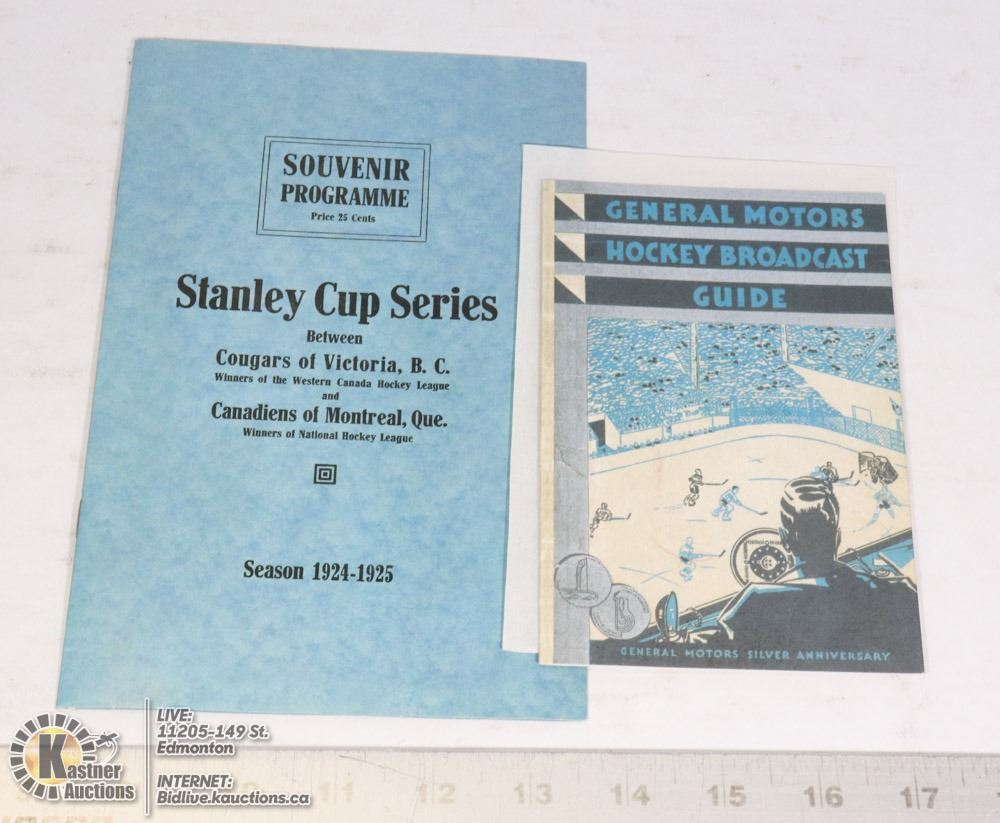 SOUVENIR
PROGRAMME
Price 25 Cents
Stanley Cup Series
Between
Cougars of Victoria, B. C.
Winners of the Western Canada Hockey League
and
Canadiens of Montreal, Que.
Winners of National Hockey League
Season 1924-1925
GENERAL MOTORS
HOCKEY BROADCAST
GUIDE
GENERAL MOTORS SILVER ANNIVERSARY
Kastner
Auctions
LIVE:
11205-149 St.
Edmonton
INTERNET:
Bidlive.kauctions.ca
11 12 13 14 15 16 17